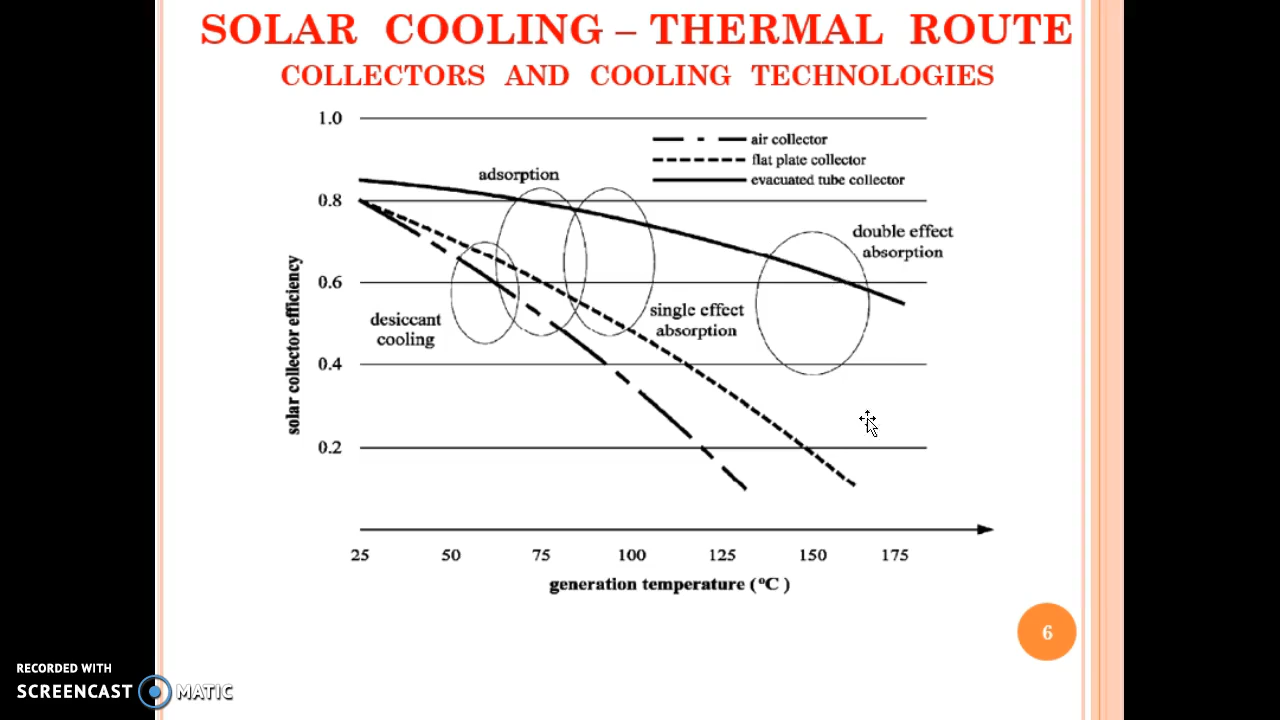 SOLAR COOLING – THERMAL ROUTE
COLLECTORS AND COOLING TECHNOLOGIES
1.0
air collector
flat plate collector
evacuated tube collector
adsorption
0.8
double effect
absorption
0.6
solar collector efficiency
desiccant
cooling
single effect
absorption
0.4
0.2
25 50 75 100 125 150 175
generation temperature (ºC )
6
RECORDED WITH
SCREENCAST MATIC